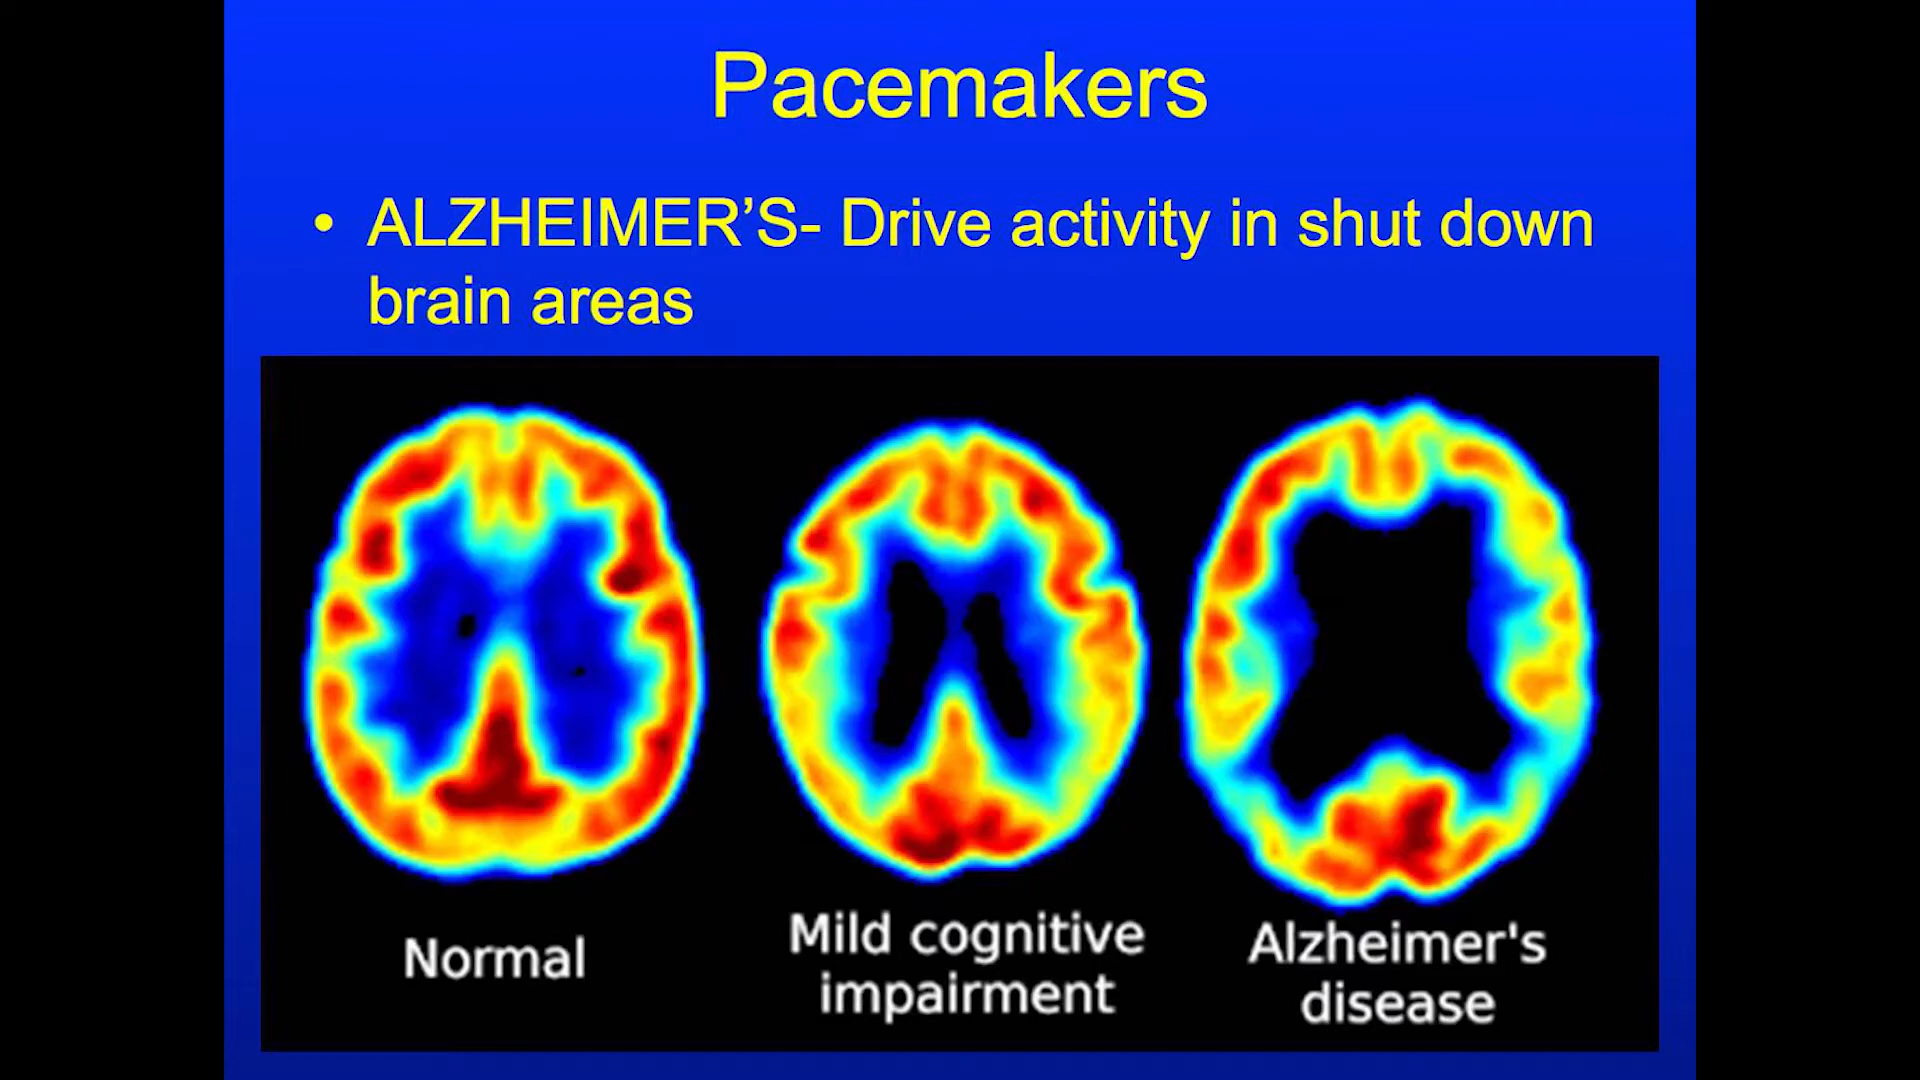 Pacemakers
• ALZHEIMER’S- Drive activity in shut down
brain areas
Normal
Mild cognitive
impairment
Alzheimer's
disease